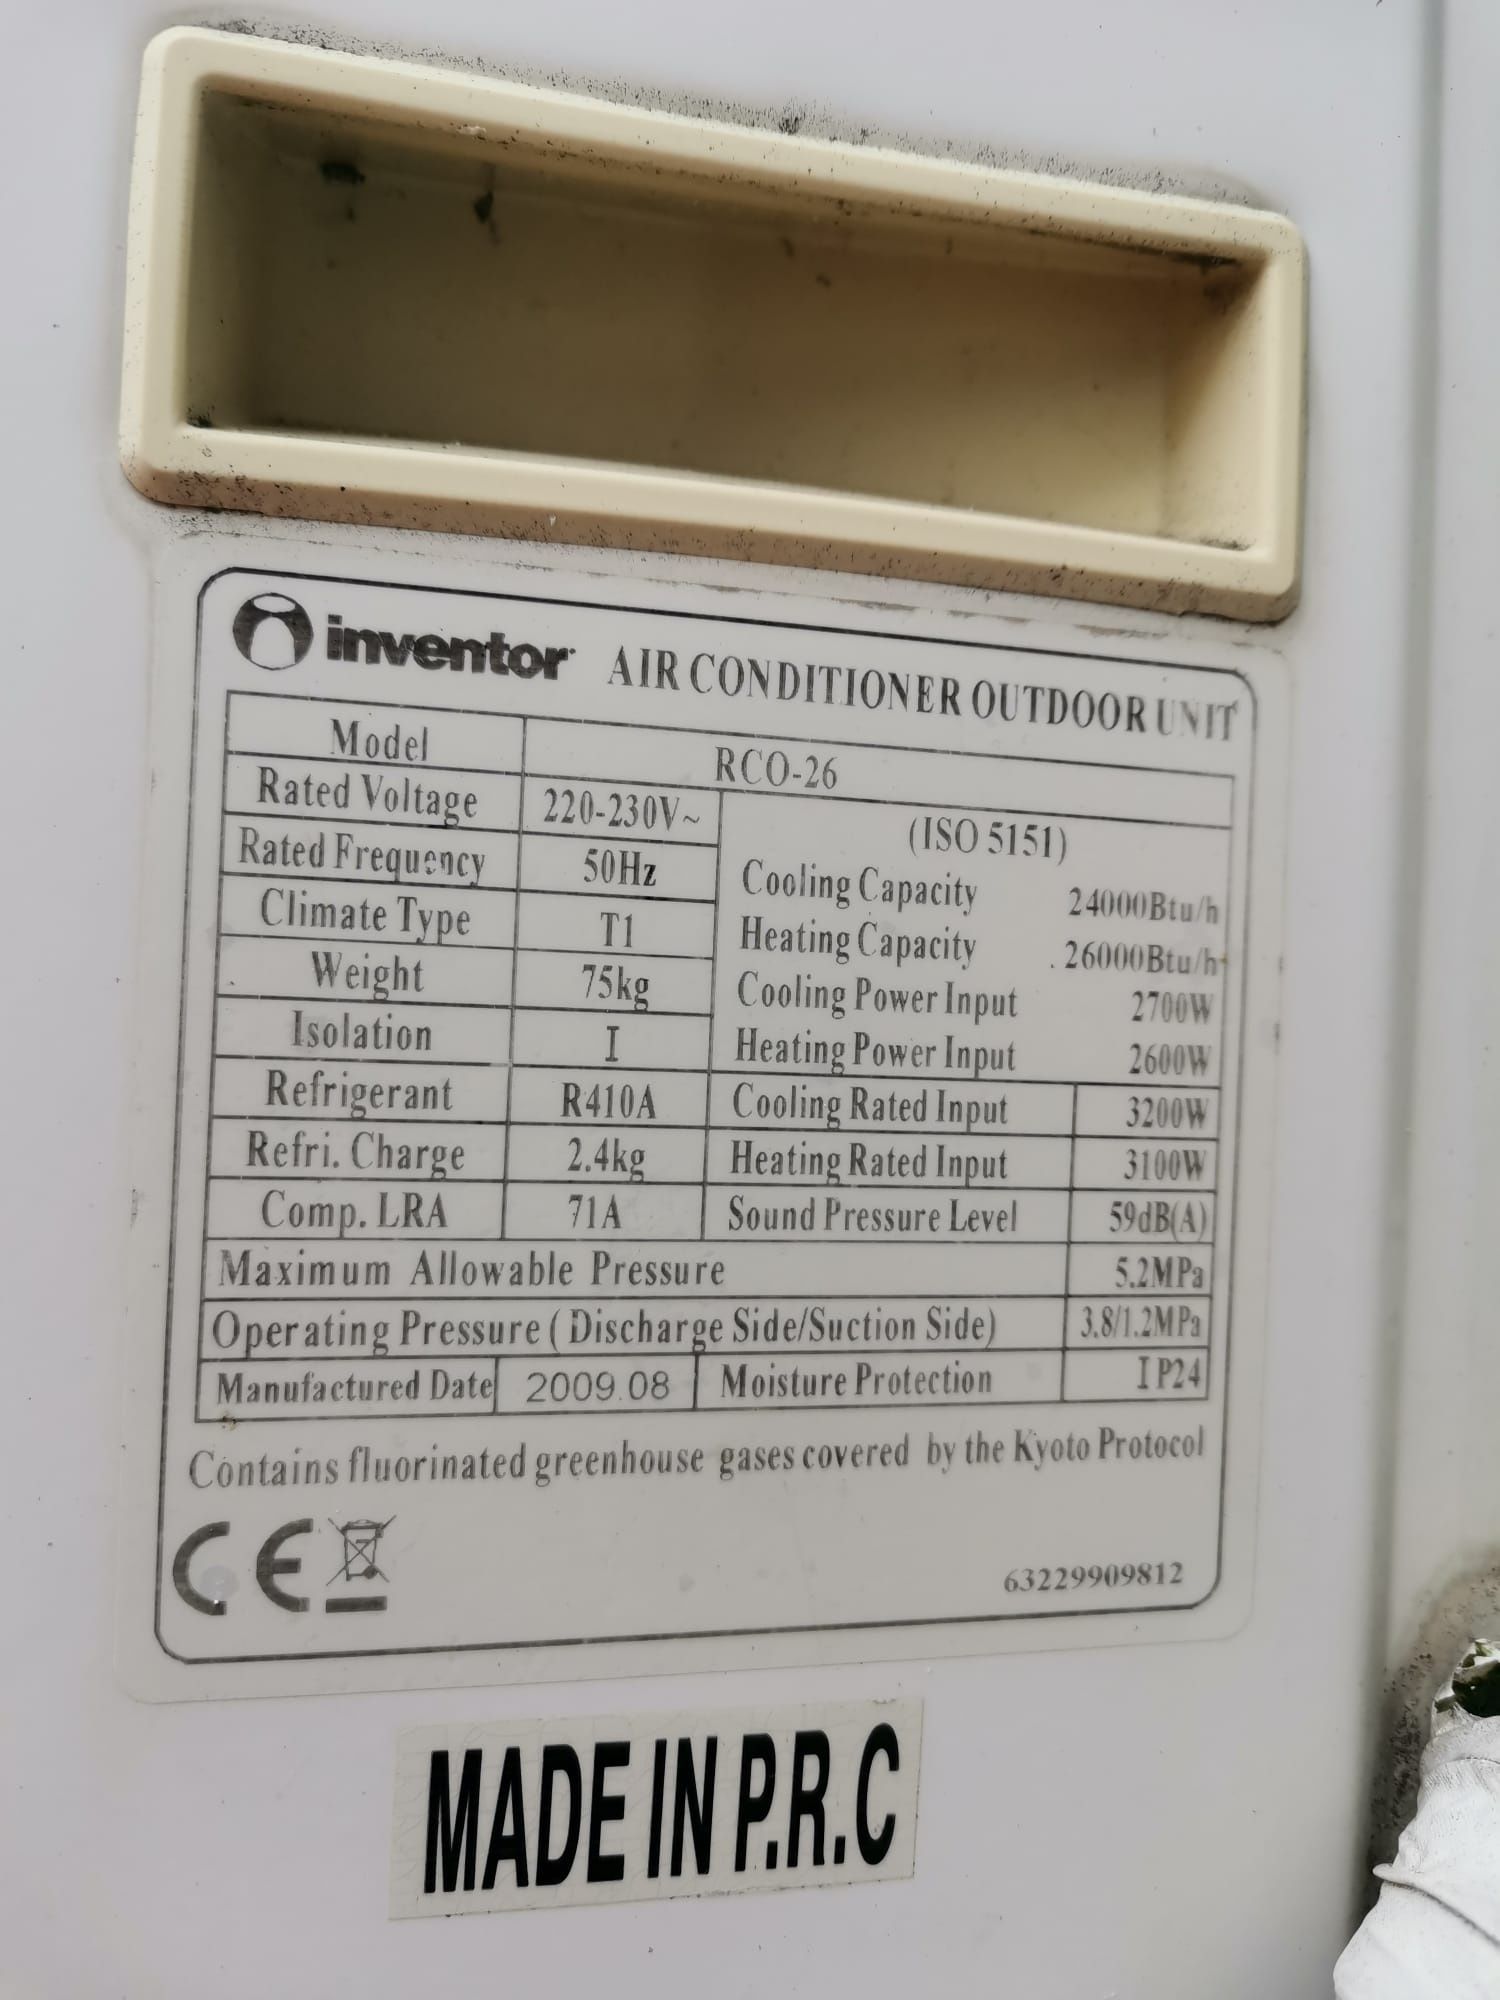 inventor AIR CONDITIONER OUTDOOR UNIT
Model RCO-26
Rated Voltage 220-230V~ (ISO 5151)
Rated Frequency 50Hz Cooling Capacity 24000Btu/h
Climate Type T1 Heating Capacity 26000Btu/h
Weight 75kg Cooling Power Input 2700W
Isolation I Heating Power Input 2600W
Refrigerant R410A Cooling Rated Input 3200W
Refri. Charge 2.4kg Heating Rated Input 3100W
Comp. LRA 71A Sound Pressure Level 59dB(A)
Maximum Allowable Pressure 5.2MPa
Operating Pressure (Discharge Side/Suction Side) 3.8/1.2MPa
Manufactured Date 2009.08 Moisture Protection IP24
Contains fluorinated greenhouse gases covered by the Kyoto Protocol
CE
63229909812
MADE IN P.R.C